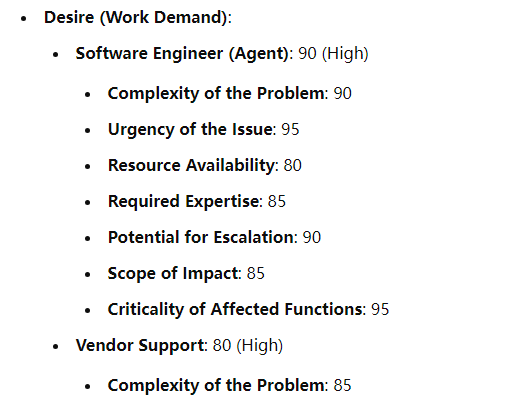 Desire (Work Demand):
Software Engineer (Agent): 90 (High)
Complexity of the Problem: 90
Urgency of the Issue: 95
Resource Availability: 80
Required Expertise: 85
Potential for Escalation: 90
Scope of Impact: 85
Criticality of Affected Functions: 95
Vendor Support: 80 (High)
Complexity of the Problem: 85